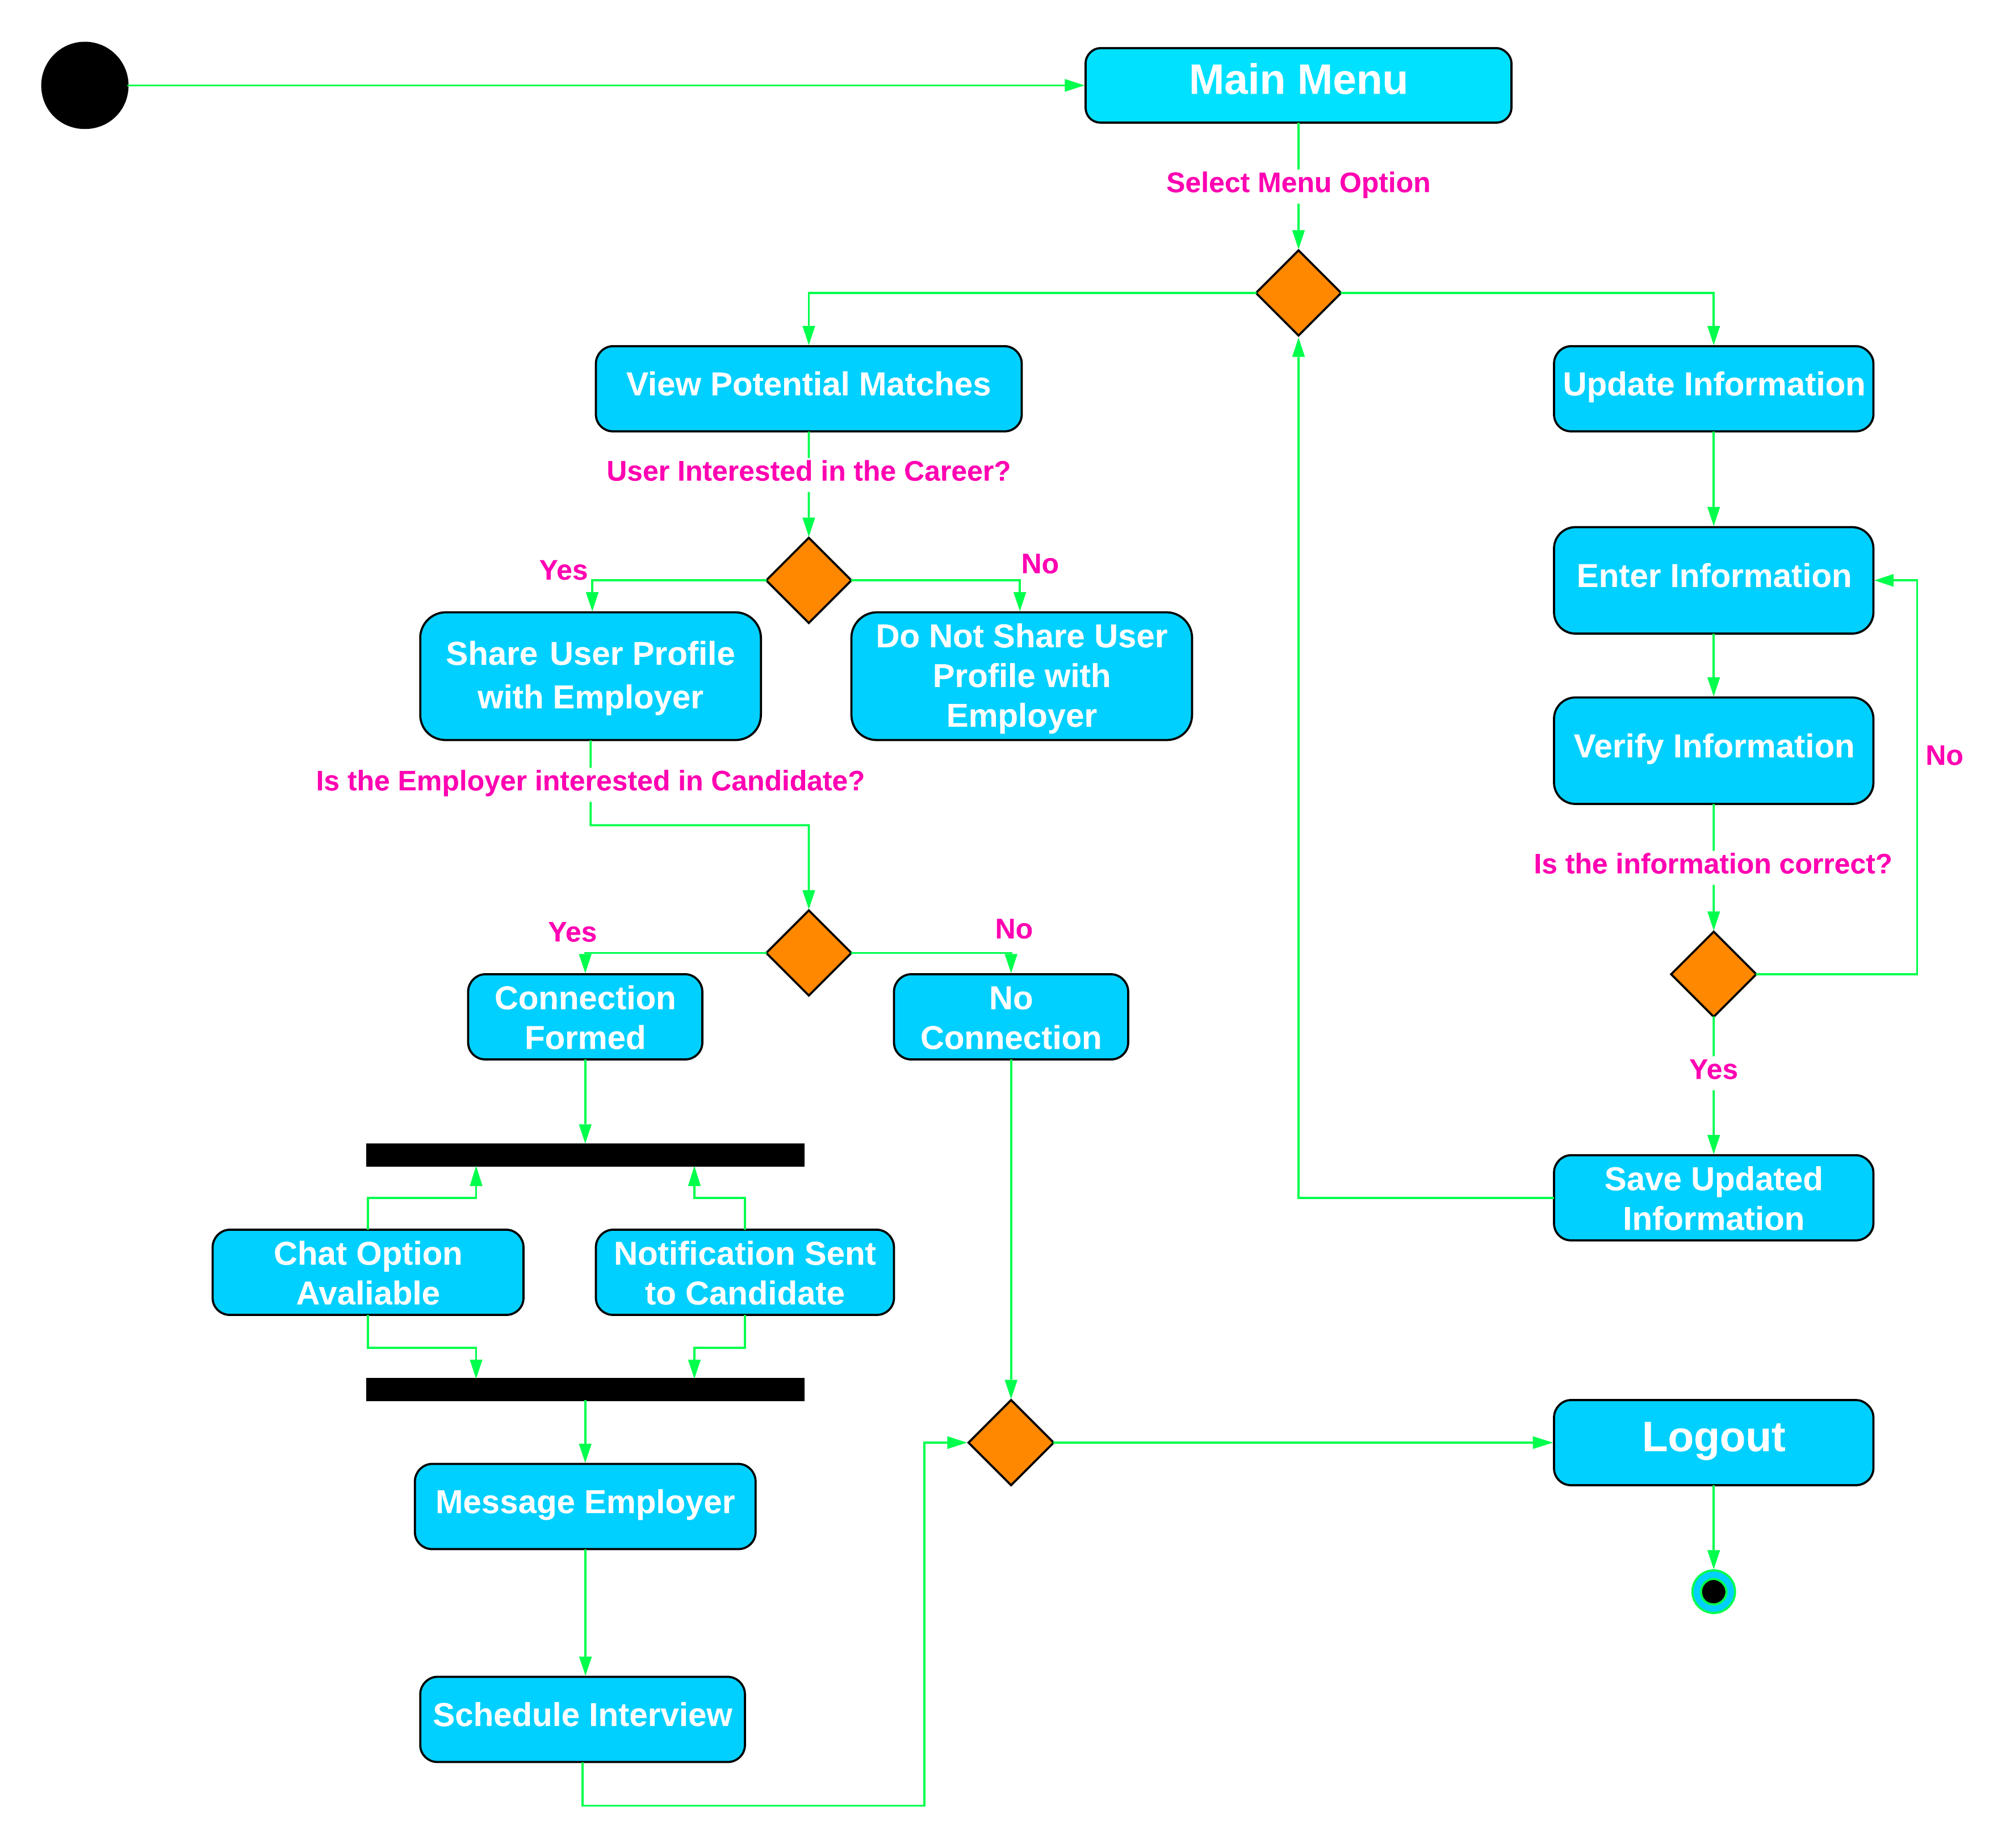 Main Menu
Select Menu Option
View Potential Matches
Update Information
User Interested in the Career?
Yes
No
Enter Information
Share User Profile
with Employer
Do Not Share User
Profile with
Employer
Verify Information
No
Is the Employer interested in Candidate?
Is the information correct?
Yes
No
Connection
Formed
No
Connection
Yes
Save Updated
Information
Chat Option
Avaliable
Notification Sent
to Candidate
Logout
Message Employer
Schedule Interview